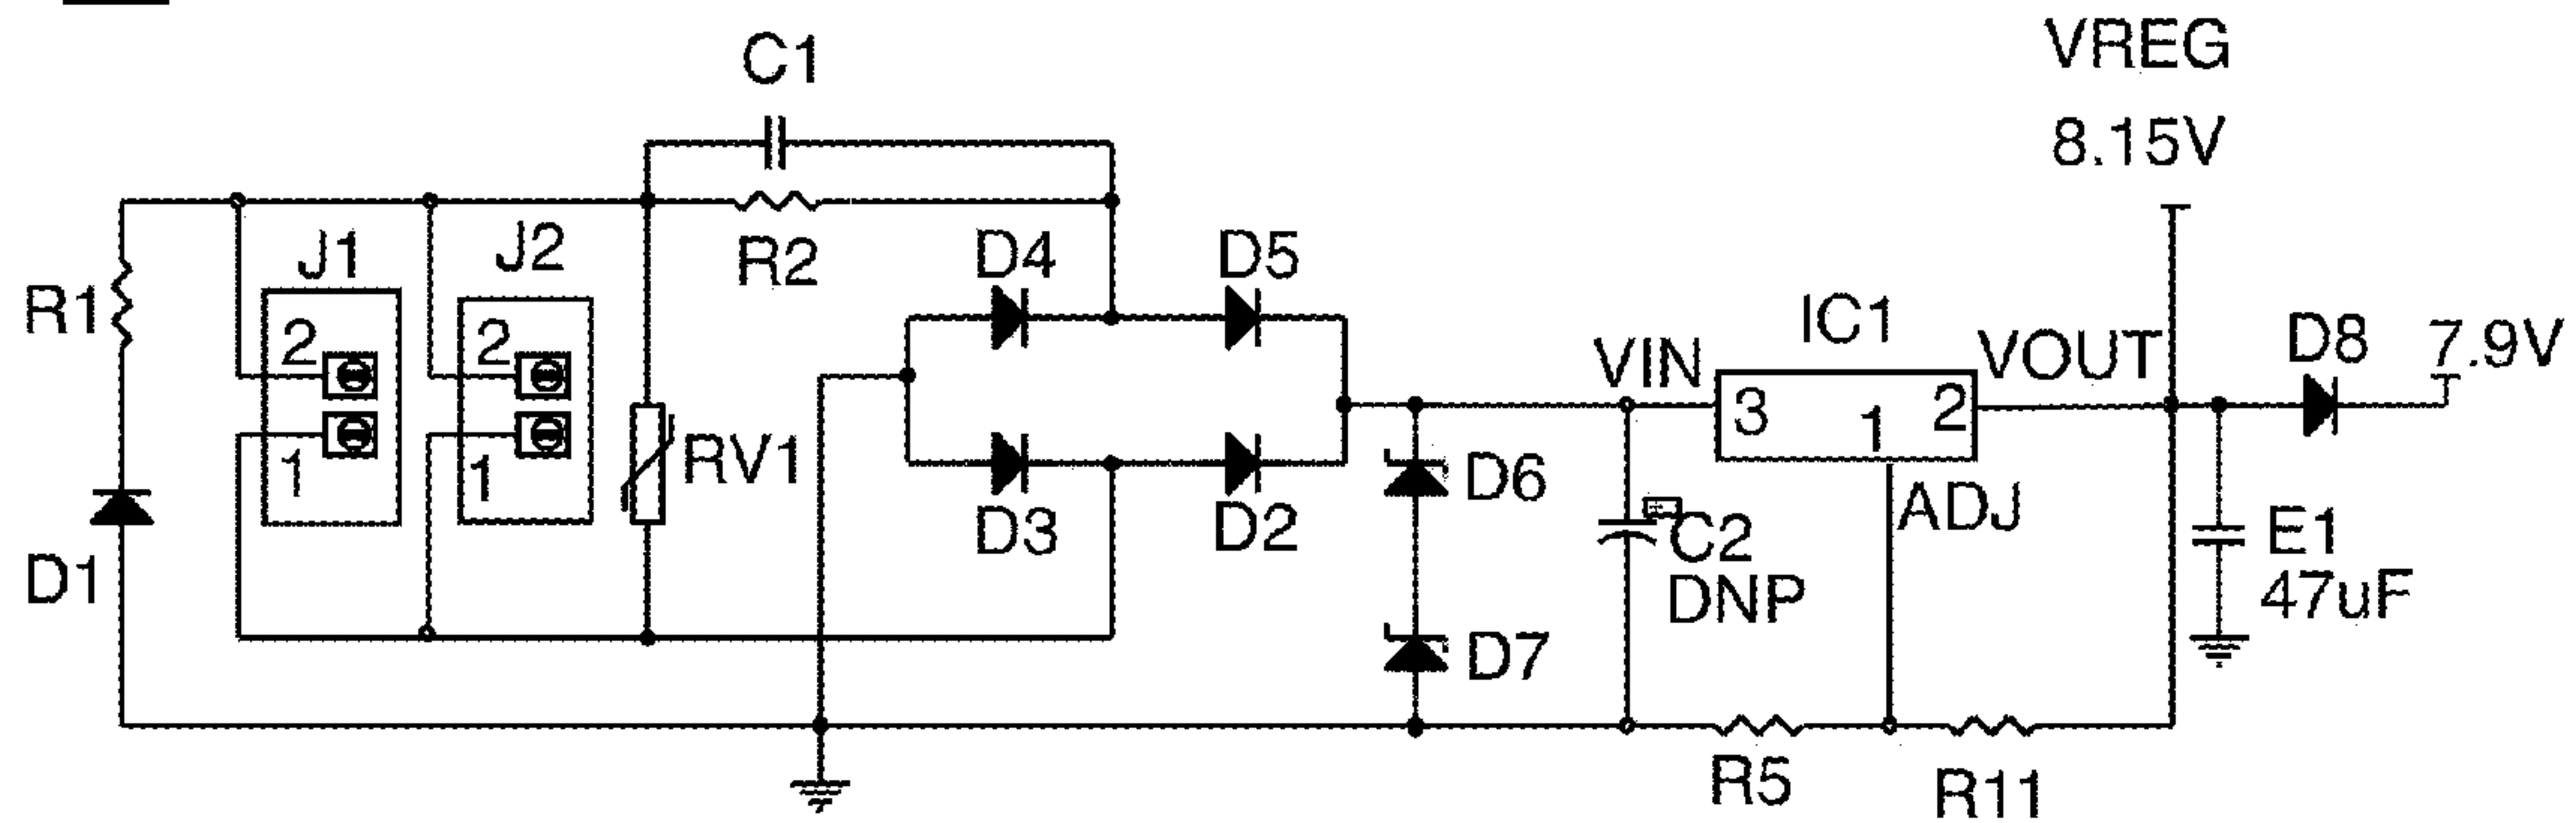 C1
VREG
8.15V
J1
J2
R2
D4
D5
R1
2
2
IC1
VIN
VOUT
D8
7.9V
3
1
2
1
1
RV1
D6
ADJ
D3
D2
C2
DNP
E1
47uF
D1
D7
R5
R11